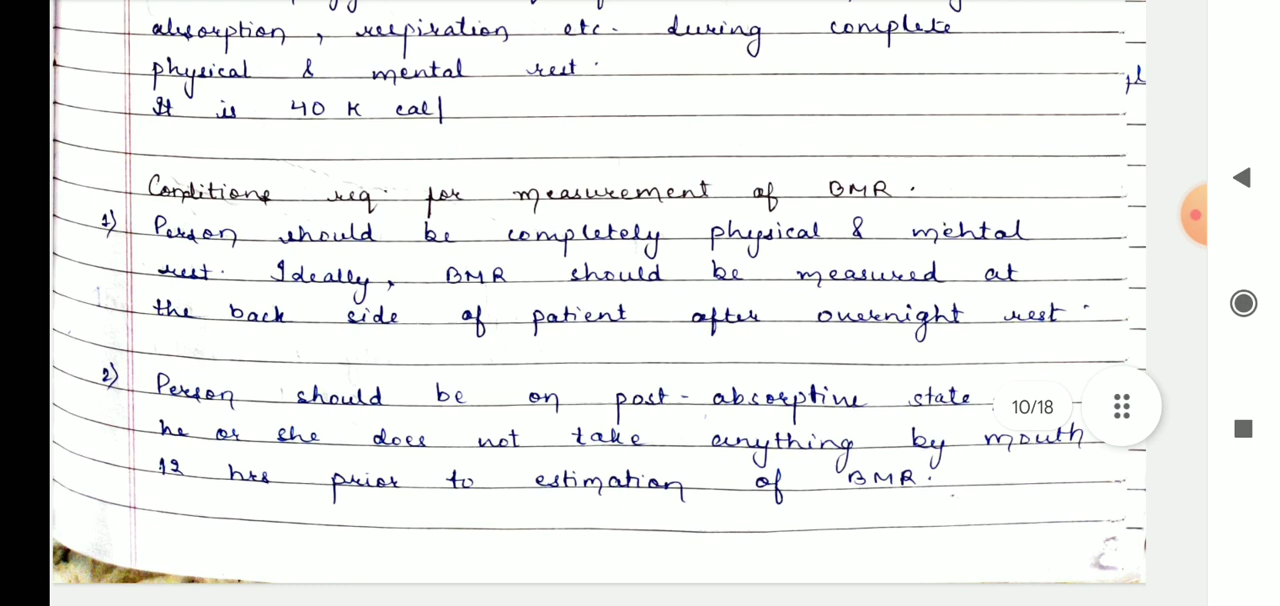 absorption, respiration etc. during complete
physical & mental rest.
It is 40 K cal/
Conditions req. for measurement of BMR.
1) Person should be completely physical & mental
rest. Ideally, BMR should be measured at
the back side of patient after overnight rest.
2) Person should be on post-absorptive state
he or she does not take anything by mouth
12 hrs prior to estimation of BMR.
10/18